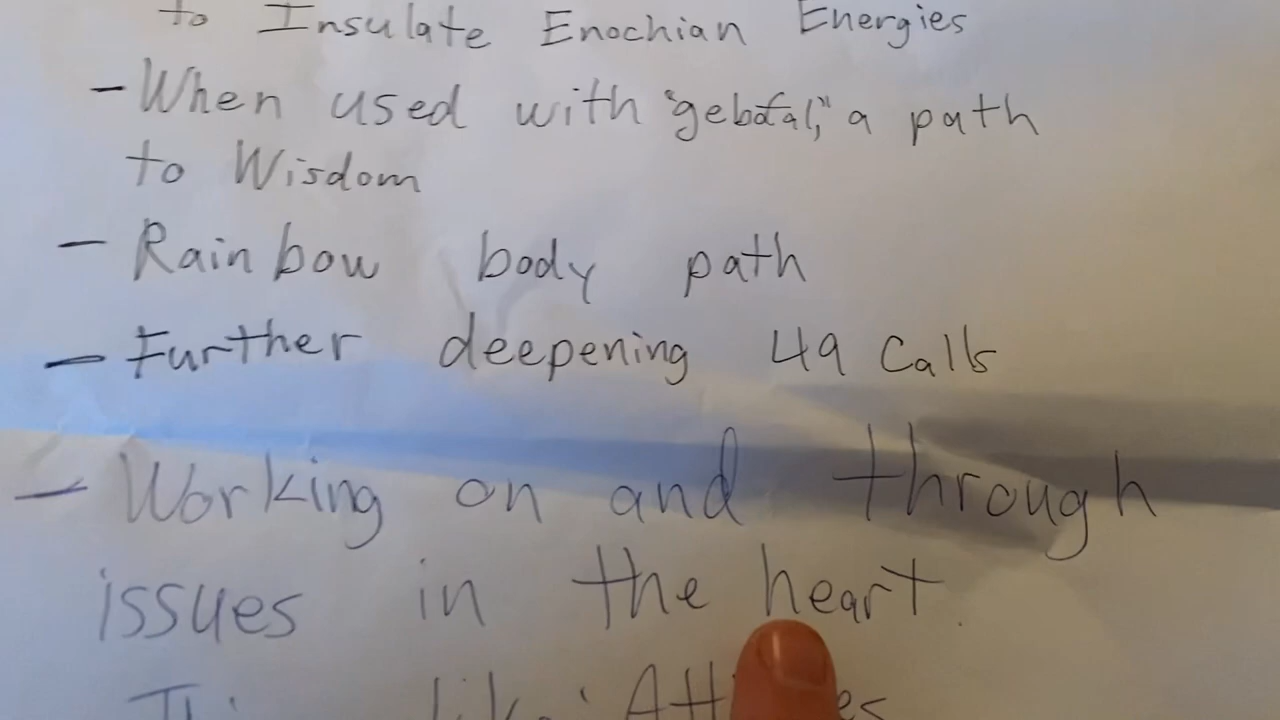 to Insulate Enochian Energies
- When used with "gebofal," a path
to Wisdom
- Rainbow body path
- Further deepening 49 Calls
- Working on and through
issues in the heart.